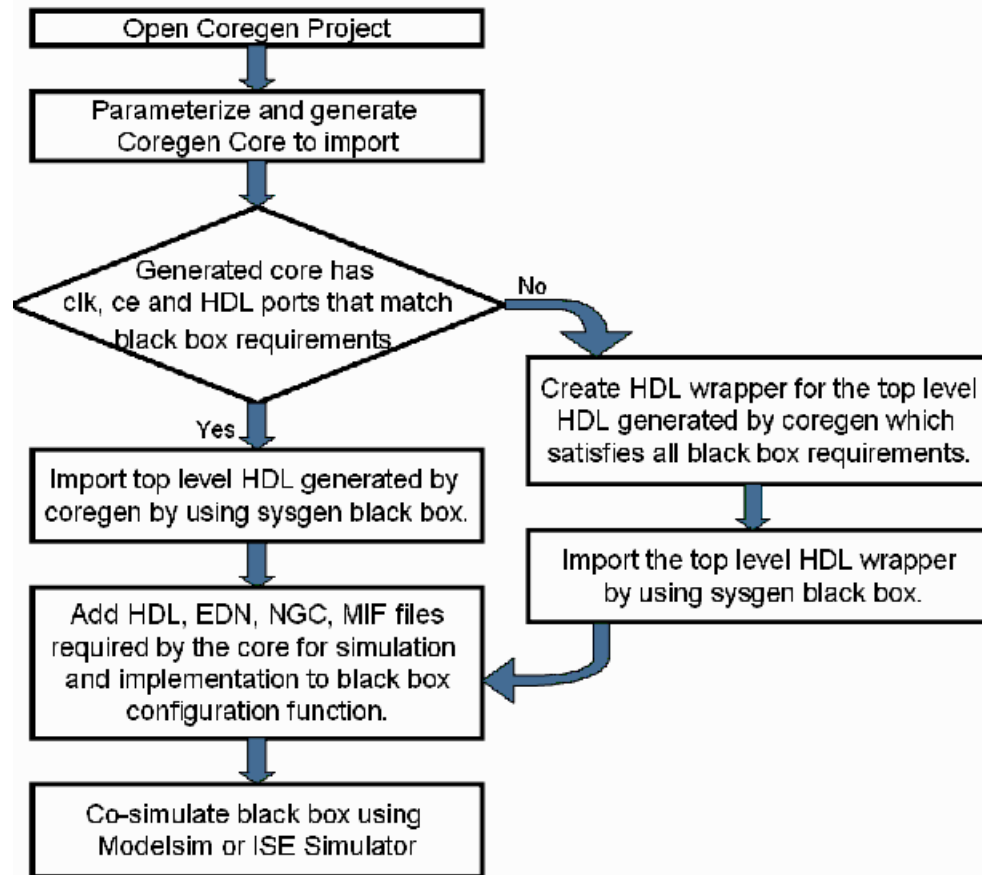 Open Coregen Project
Parameterize and generate
Coregen Core to import
Generated core has
clk, ce and HDL ports that match
black box requirements
No
Yes
Create HDL wrapper for the top level
HDL generated by coregen which
satisfies all black box requirements.
Import top level HDL generated by
coregen by using sysgen black box.
Import the top level HDL wrapper
by using sysgen black box.
Add HDL, EDN, NGC, MIF files
required by the core for simulation
and implementation to black box
configuration function.
Co-simulate black box using
Modelsim or ISE Simulator